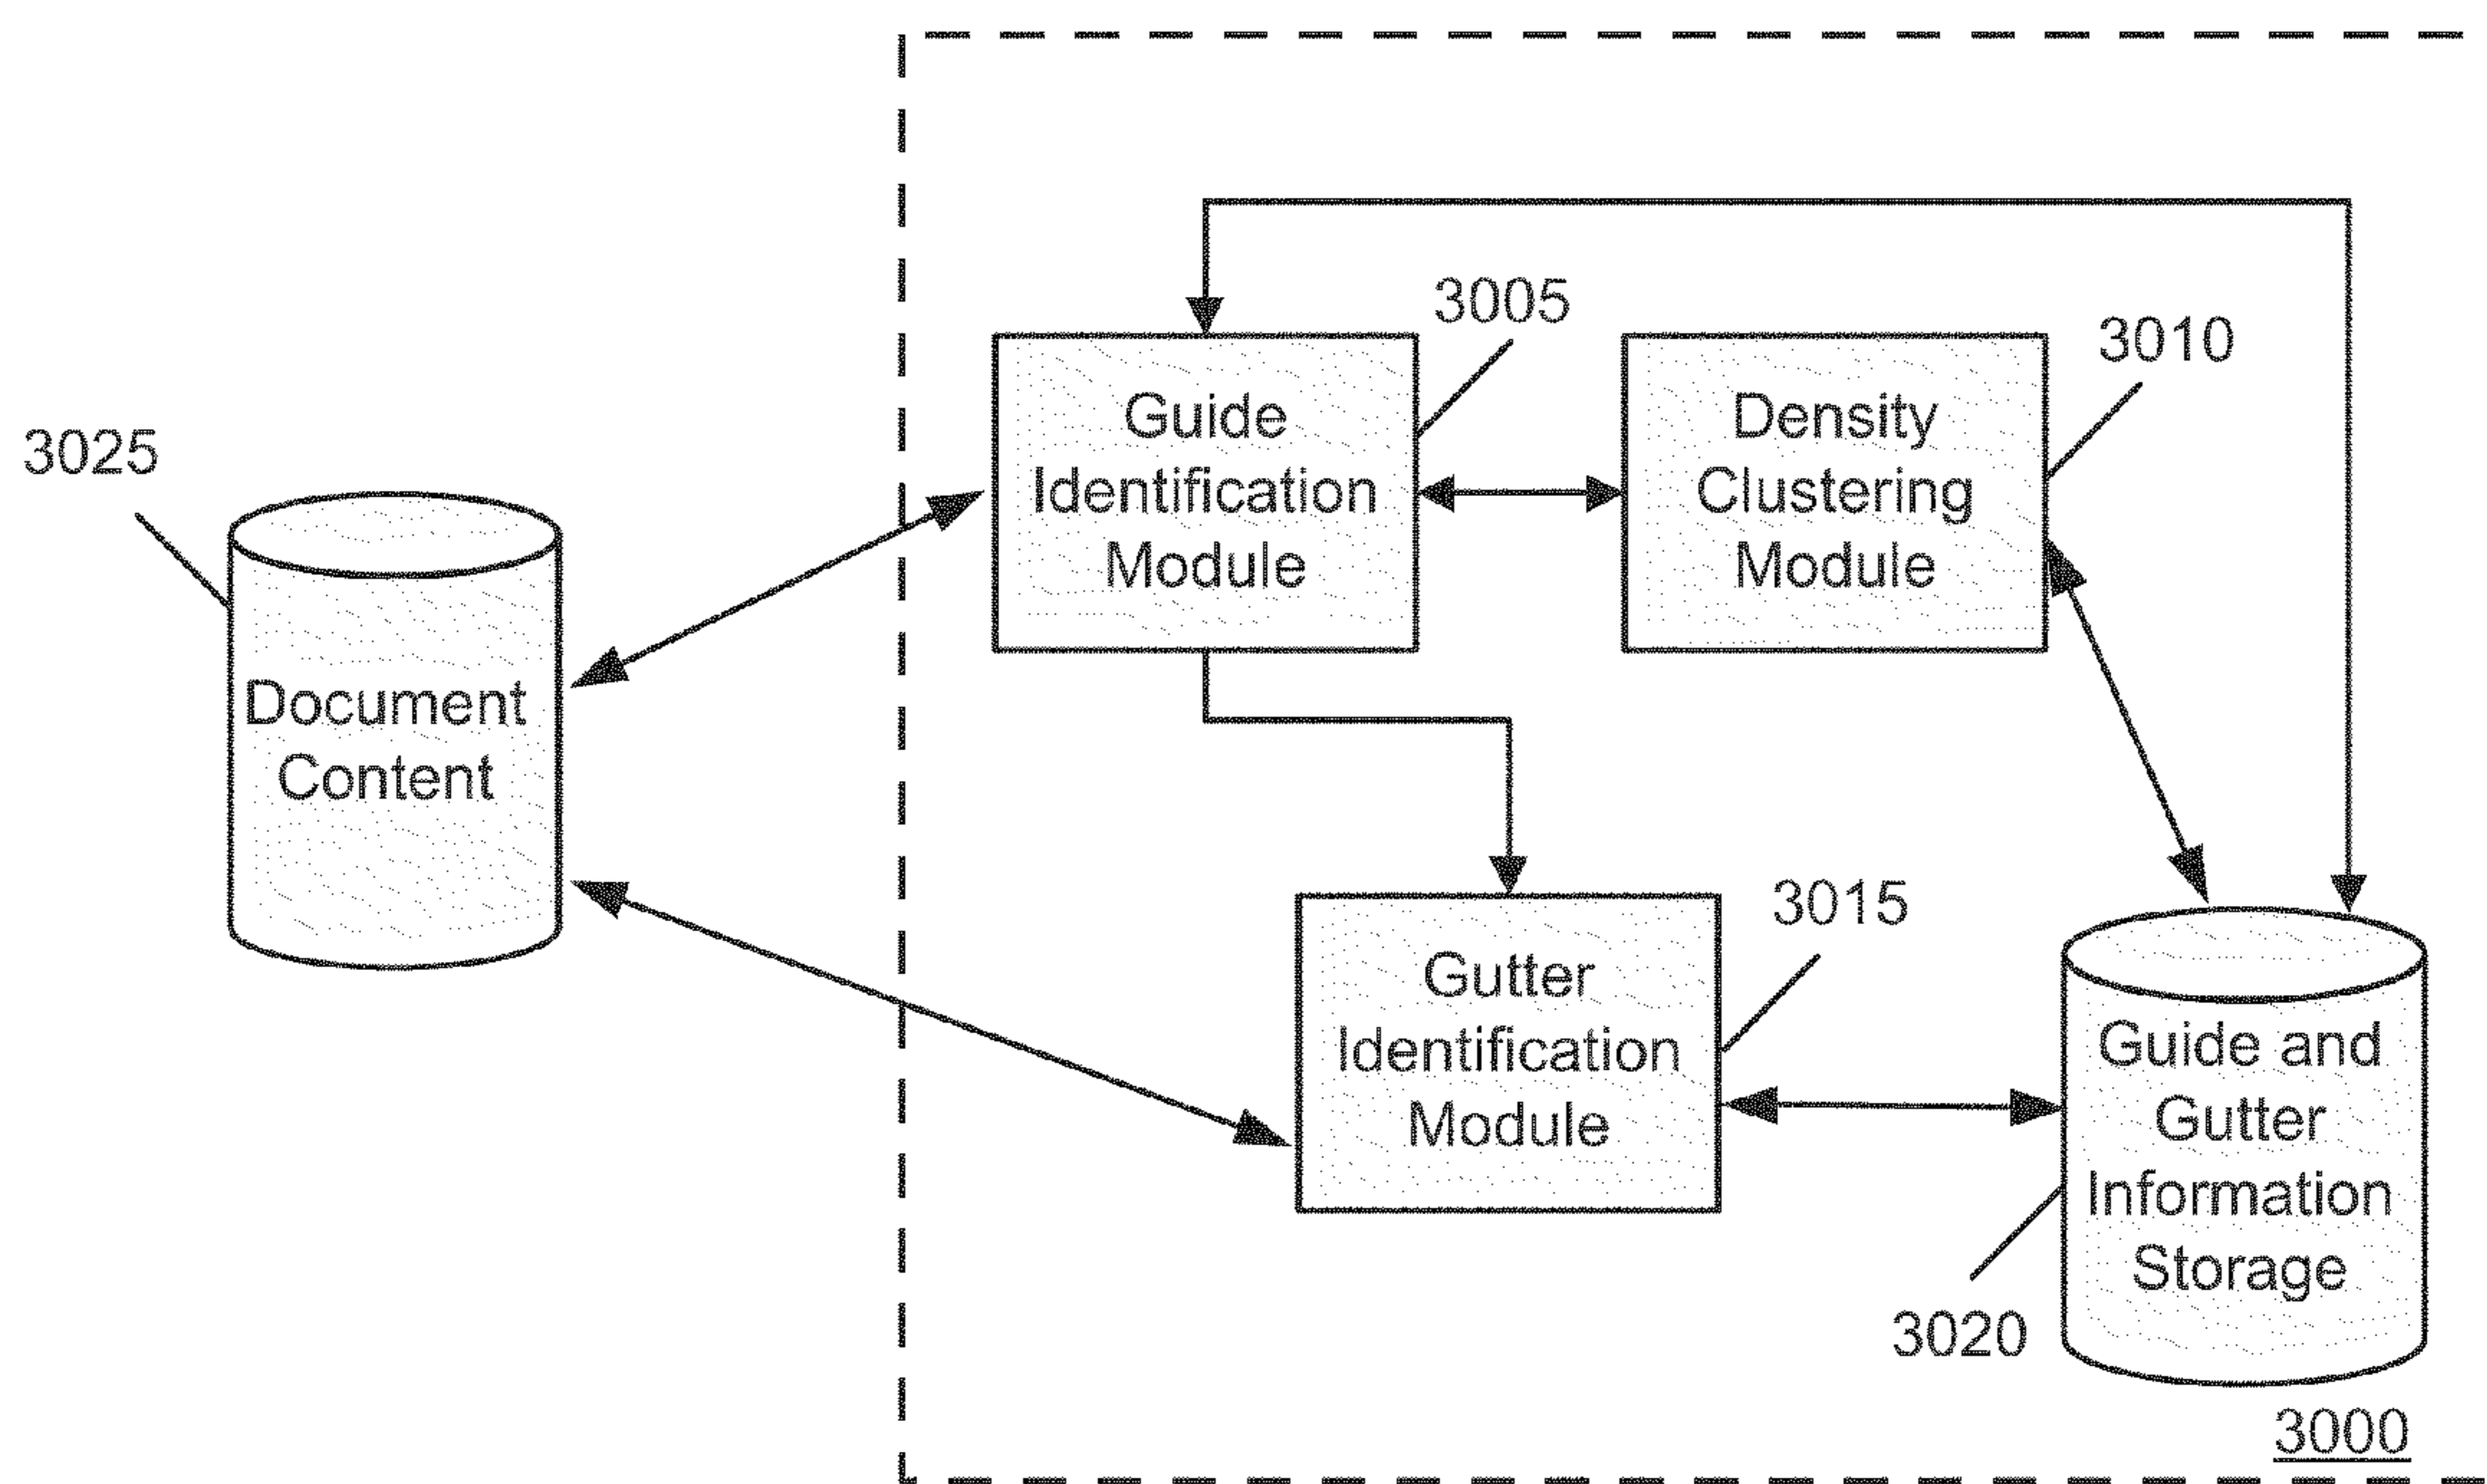 3005
3010
Guide
Identification
Module
Density
Clustering
Module
3025
Document
Content
3015
Gutter
Identification
Module
Guide and
Gutter
Information
Storage
3020
3000